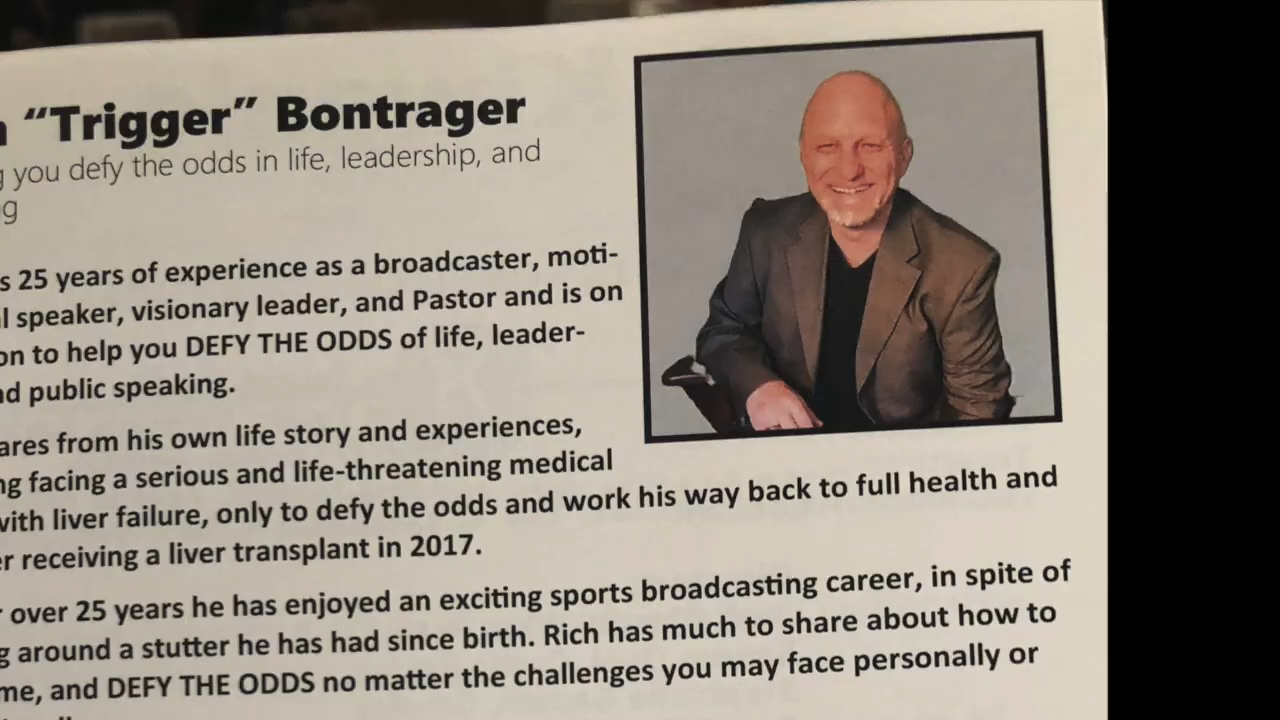 “Trigger” Bontrager
you defy the odds in life, leadership, and
s 25 years of experience as a broadcaster, moti-
l speaker, visionary leader, and Pastor and is on
on to help you DEFY THE ODDS of life, leader-
nd public speaking.
ares from his own life story and experiences,
ng facing a serious and life-threatening medical
with liver failure, only to defy the odds and work his way back to full health and
er receiving a liver transplant in 2017.
r over 25 years he has enjoyed an exciting sports broadcasting career, in spite of
g around a stutter he has had since birth. Rich has much to share about how to
me, and DEFY THE ODDS no matter the challenges you may face personally or